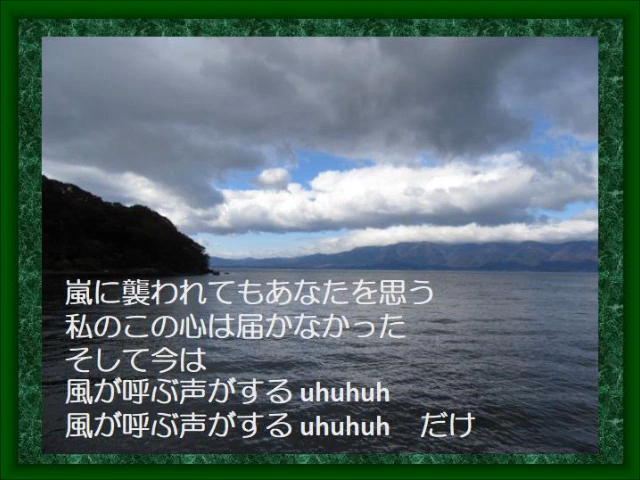 嵐に襲われてもあなたを思う
私のこの心は届かなかった
そして今は
風が呼ぶ声がする uhuhuh
風が呼ぶ声がする uhuhuh　だけ